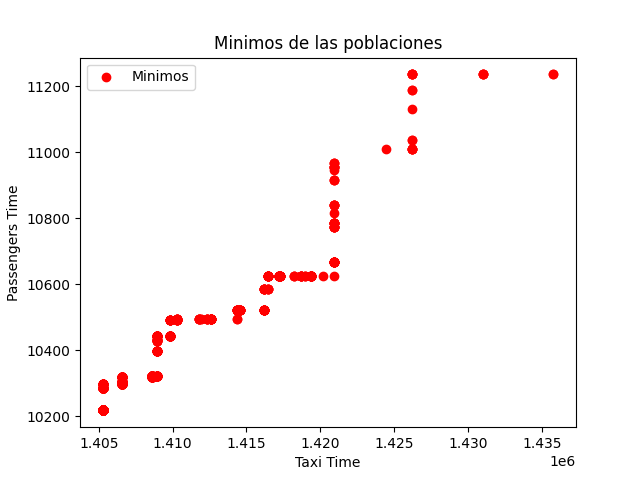 Minimos de las poblaciones
Minimos
Passengers Time
11200
11000
10800
10600
10400
10200
1.405 1.410 1.415 1.420 1.425 1.430 1.435
1e6
Taxi Time